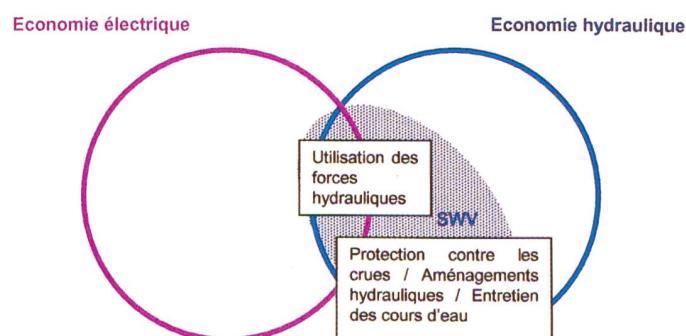 Economie électrique
Economie hydraulique
Utilisation des
forces
hydrauliques
SWV
Protection contre les
crues / Aménagements
hydrauliques / Entretien
des cours d'eau